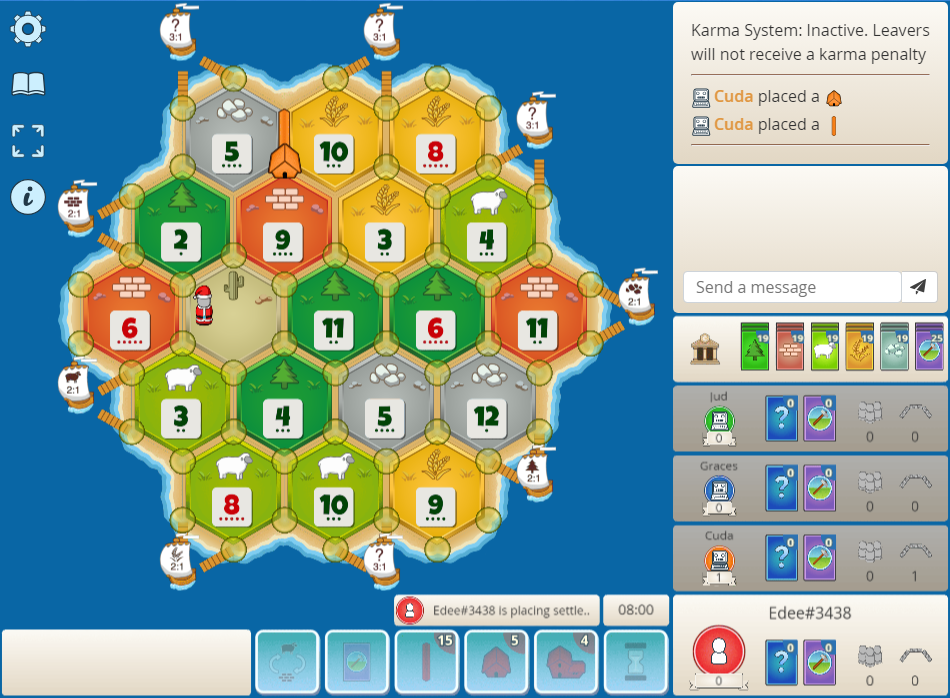 ?
3:1
?
3:1
?
3:1
2:1
2:1
2:1
2:1
2:1
?
3:1
5
10
8
2
9
3
4
6
11
6
11
3
4
5
12
8
10
9
i
Karma System: Inactive. Leavers
will not receive a karma penalty
Cuda placed a
Cuda placed a
Send a message
19 19 19 19 19 25
Jud
0 ? 0 0 0 0
Graces
0 ? 0 0 0 0
Cuda
1 ? 0 0 0 1
Edee#3438 is placing settle..
08:00
15 5 4
Edee#3438
0 ? 0 0 0 0